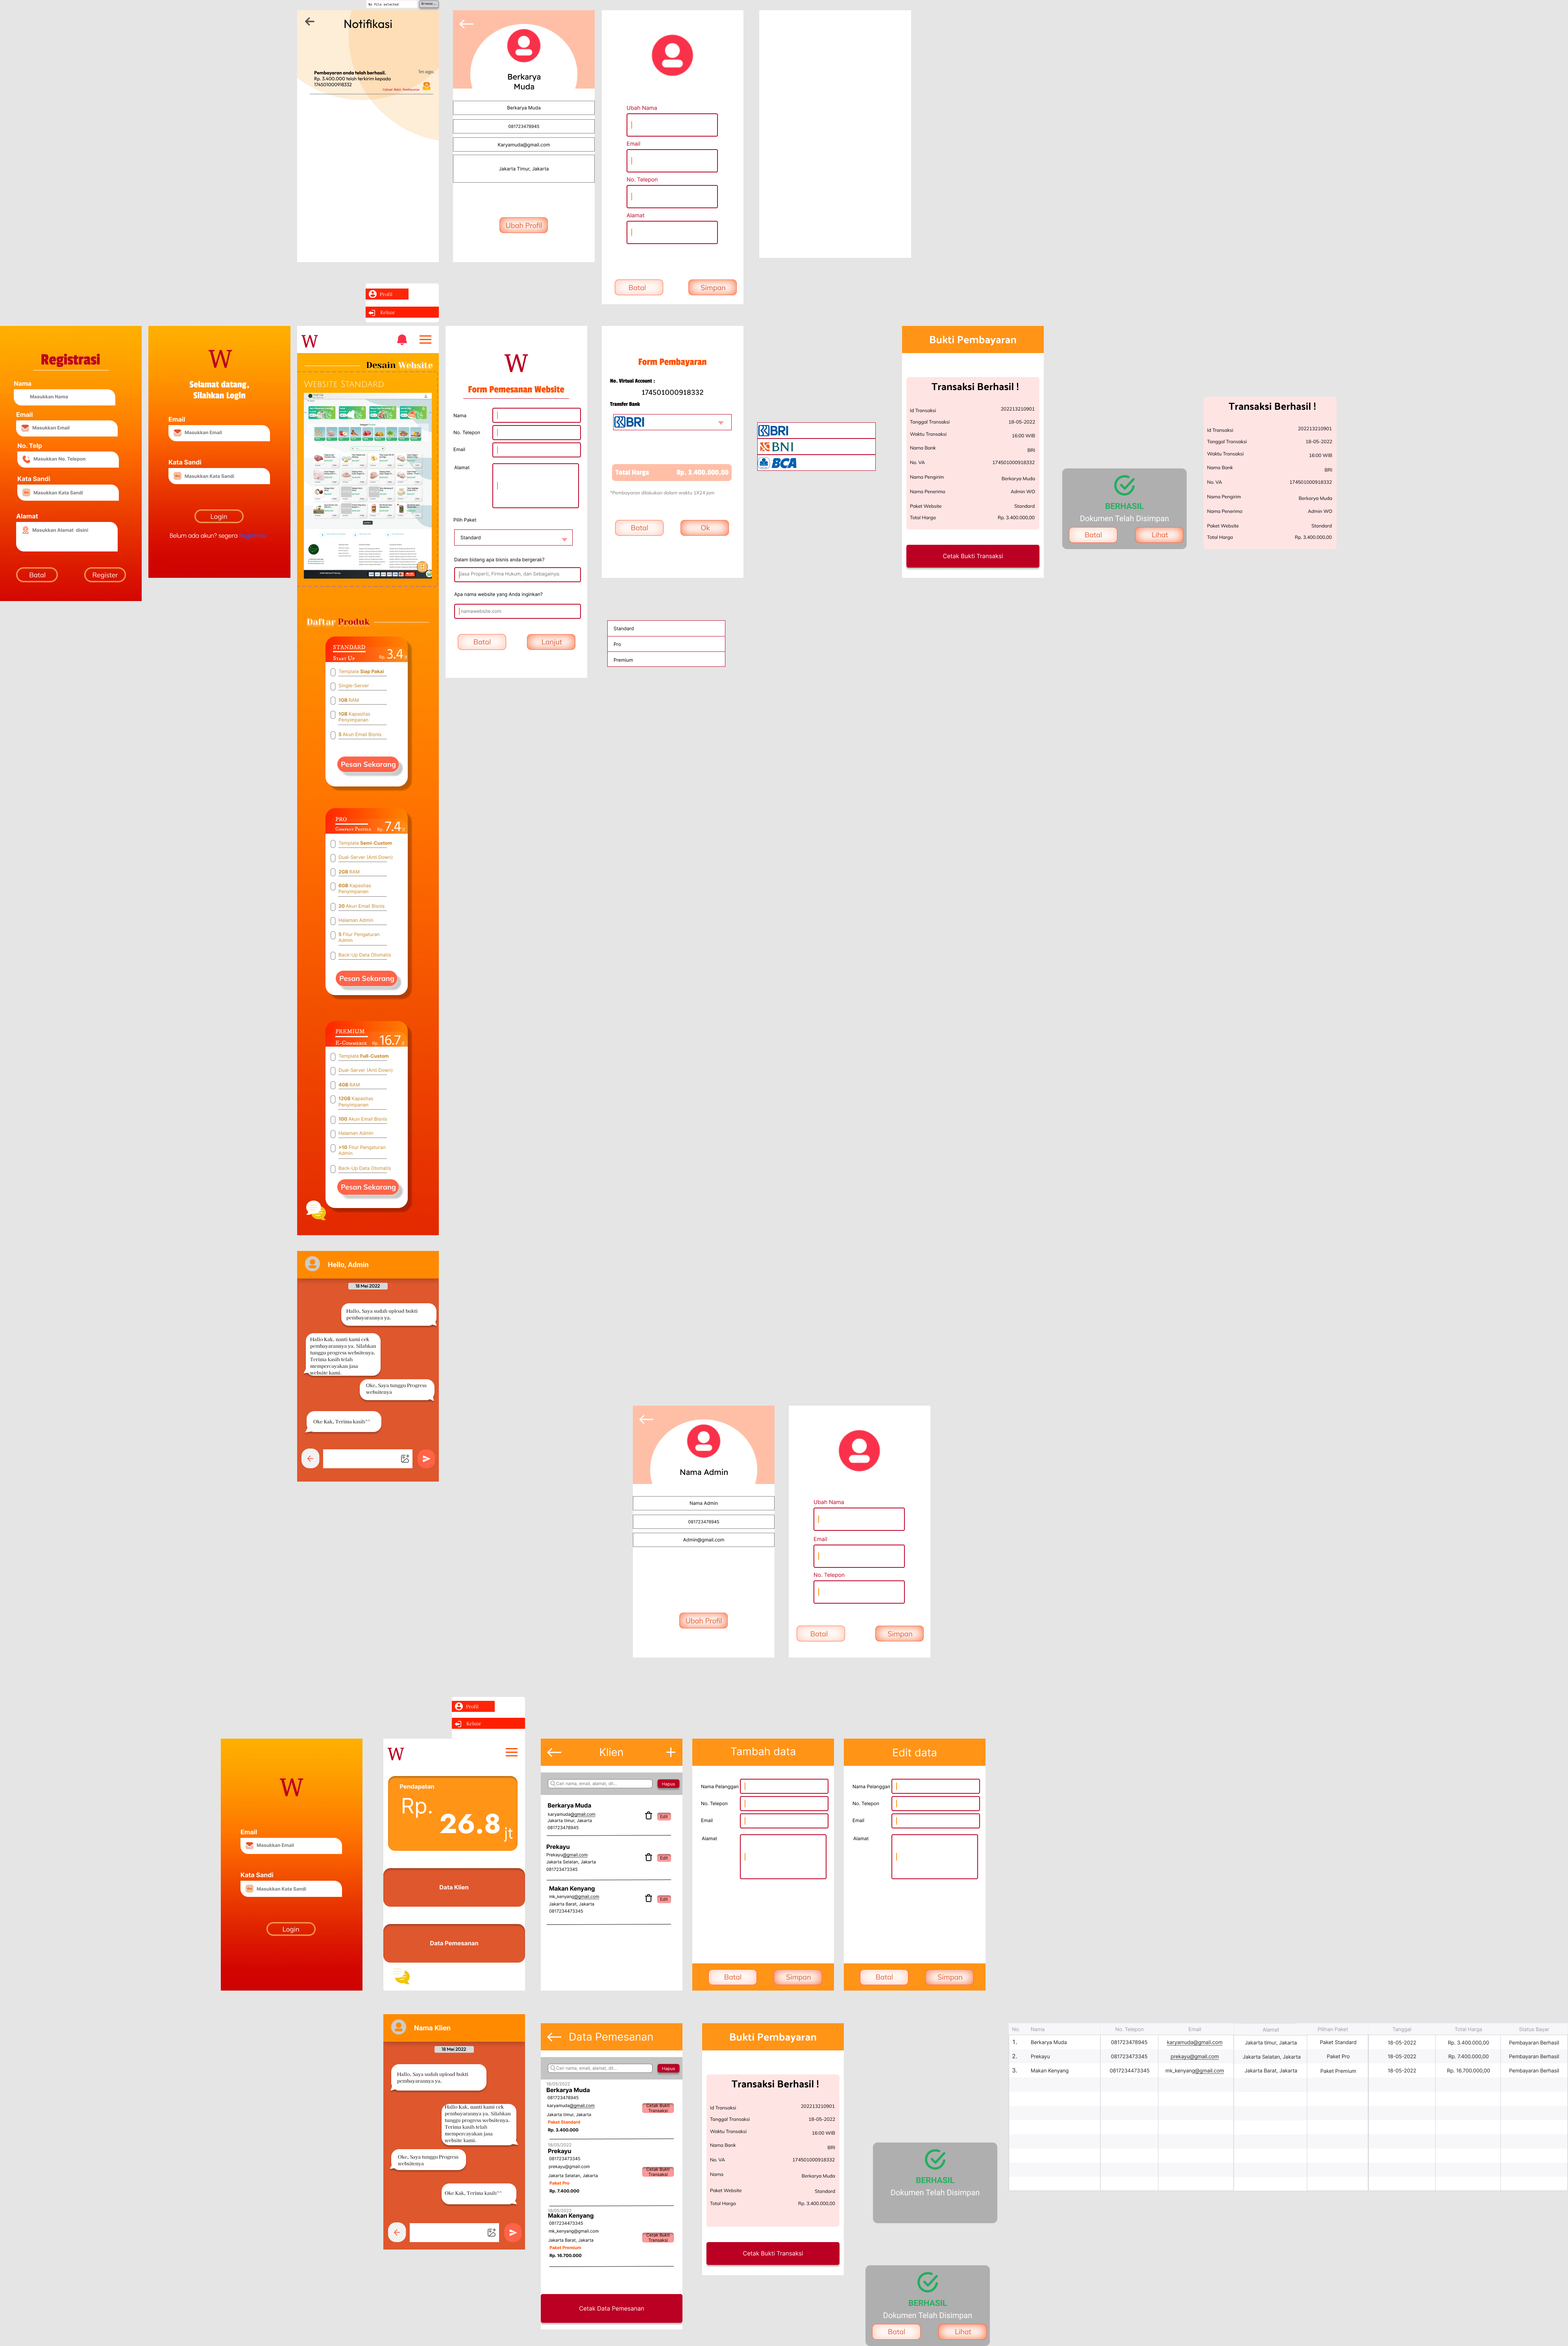 No file selected
Browse...
Notifikasi
Pembayaran anda telah berhasil.
1m ago
Rp. 3.400.000 telah terkirim kepada
174501000918332
Berkarya
Muda
Berkarya Muda
081723478945
Karyamuda@gmail.com
Jakarta Timur, Jakarta
Ubah Profil
Ubah Nama
Email
No. Telepon
Alamat
Batal
Simpan
Profil
Keluar
Registrasi
Nama
Masukkan Nama
Email
Masukkan Email
No. Telp
Masukkan No. Telepon
Kata Sandi
Masukkan Kata Sandi
Alamat
Masukkan Alamat disini
Batal
Register
W
Selamat datang,
Silahkan Login
Email
Masukkan Email
Kata Sandi
Masukkan Kata Sandi
Login
Belum ada akun? segera
W
Desain Website
WEBSITE STANDARD
Daftar Produk
STANDARD
START UP
Rp. 3.4
Template Siap Pakai
Single-Server
1GB RAM
1GB Kapasitas
Penyimpanan
5 Akun Email Bisnis
Pesan Sekarang
PRO
Rp. 7.4
Template Semi-Custom
Dual-Server (Anti Down)
2GB RAM
6GB Kapasitas
Penyimpanan
20 Akun Email Bisnis
Halaman Admin
5 Fitur Pengaturan
Admin
Back-Up Data Otomatis
Pesan Sekarang
PREMIUM
E-Commerce
Rp. 16.7
Template Full-Custom
Dual-Server (Anti Down)
4GB RAM
12GB Kapasitas
Penyimpanan
100 Akun Email Bisnis
Halaman Admin
>10 Fitur Pengaturan
Admin
Back-Up Data Otomatis
Pesan Sekarang
W
Form Pemesanan Website
Nama
No. Telepon
Email
Alamat
Pilih Paket
Standard
Dalam bidang apa bisnis anda bergerak?
Jasa Properti, Firma Hukum, dan Sebagainya.
Apa nama website yang Anda inginkan?
namawebsite.com
Batal
Lanjut
Form Pembayaran
No. Virtual Account :
174501000918332
Transfer Bank
BRI
Total Harga
Rp. 3.400.000,00
*Pembayaran dilakukan dalam waktu 1X24 jam
Batal
Ok
Standard
Pro
Premium
BRI
BNI
BCA
Bukti Pembayaran
Transaksi Berhasil !
Id Transaksi
202213210901
Tanggal Transaksi
18-05-2022
Waktu Transaksi
16:00 WIB
Nama Bank
BRI
No. VA
174501000918332
Nama Pengirim
Berkarya Muda
Nama Penerima
Admin WD
Paket Website
Standard
Total Harga
Rp. 3.400.000,00
Cetak Bukti Transaksi
BERHASIL
Dokumen Telah Disimpan
Batal
Lihat
Transaksi Berhasil !
Id Transaksi
202213210901
Tanggal Transaksi
18-05-2022
Waktu Transaksi
16:00 WIB
Nama Bank
BRI
No. VA
174501000918332
Nama Pengirim
Berkarya Muda
Nama Penerima
Admin WD
Paket Website
Standard
Total Harga
Rp. 3.400.000,00
Hello, Admin
18 Mei 2022
Hallo, Saya sudah upload bukti
pembayarannya ya.
Hallo Kak, nanti kami cek
pembayarannya ya. Silahkan
tunggu progress websitenya.
Terima kasih telah
mempercayakan jasa
website kami.
Oke, Saya tunggu Progress
websitenya
Oke Kak, Terima kasih^^
Nama Admin
Nama Admin
081723478945
Admin@gmail.com
Ubah Profil
Ubah Nama
Email
No. Telepon
Batal
Simpan
Profil
Keluar
W
Email
Masukkan Email
Kata Sandi
Masukkan Kata Sandi
Login
W
Pendapatan
Rp. 26.8 jt
Data Klien
Data Pemesanan
Klien
Cari nama, email, alamat, dll...
Hapus
Berkarya Muda
karyamuda@gmail.com
Jakarta timur, Jakarta
081723478945
Edit
Prekayu
Prekayu@gmail.com
Jakarta Selatan, Jakarta
081723473345
Edit
Makan Kenyang
mk_kenyang@gmail.com
Jakarta Barat, Jakarta
0817234473345
Edit
Tambah data
Nama Pelanggan
No. Telepon
Email
Alamat
Batal
Simpan
Edit data
Nama Pelanggan
No. Telepon
Email
Alamat
Batal
Simpan
Nama Klien
18 Mei 2022
Hallo, Saya sudah upload bukti
pembayarannya ya.
Hallo Kak, nanti kami cek
pembayarannya ya. Silahkan
tunggu progress websitenya.
Terima kasih telah
mempercayakan jasa
website kami.
Oke, Saya tunggu Progress
websitenya
Oke Kak, Terima kasih^^
Data Pemesanan
Cari nama, email, alamat, dll...
Hapus
18/05/2022
Berkarya Muda
081723478945
karyamuda@gmail.com
Jakarta timur, Jakarta
Paket Standard
Rp. 3.400.000
Cetak Bukti
Transaksi
18/05/2022
Prekayu
081723473345
prekayu@gmail.com
Jakarta Selatan, Jakarta
Paket Pro
Rp. 7.400.000
Cetak Bukti
Transaksi
18/05/2022
Makan Kenyang
0817234473345
mk_kenyang@gmail.com
Jakarta Barat, Jakarta
Paket Premium
Rp. 16.700.000
Cetak Bukti
Transaksi
Cetak Data Pemesanan
Bukti Pembayaran
Transaksi Berhasil !
Id Transaksi
202213210901
Tanggal Transaksi
18-05-2022
Waktu Transaksi
16:00 WIB
Nama Bank
BRI
No. VA
174501000918332
Nama
Berkarya Muda
Paket Website
Standard
Total Harga
Rp. 3.400.000,00
Cetak Bukti Transaksi
BERHASIL
Dokumen Telah Disimpan
BERHASIL
Dokumen Telah Disimpan
Batal
Lihat
No. Nama No. Telepon Email Alamat Pilihan Paket Tanggal Total Harga Status Bayar
1. Berkarya Muda 081723478945 karyamuda@gmail.com Jakarta timur, Jakarta Paket Standard 18-05-2022 Rp. 3.400.000,00 Pembayaran Berhasil
2. Prekayu 081723473345 prekayu@gmail.com Jakarta Selatan, Jakarta Paket Pro 18-05-2022 Rp. 7.400.000,00 Pembayaran Berhasil
3. Makan Kenyang 0817234473345 mk_kenyang@gmail.com Jakarta Barat, Jakarta Paket Premium 18-05-2022 Rp. 16.700.000,00 Pembayaran Berhasil